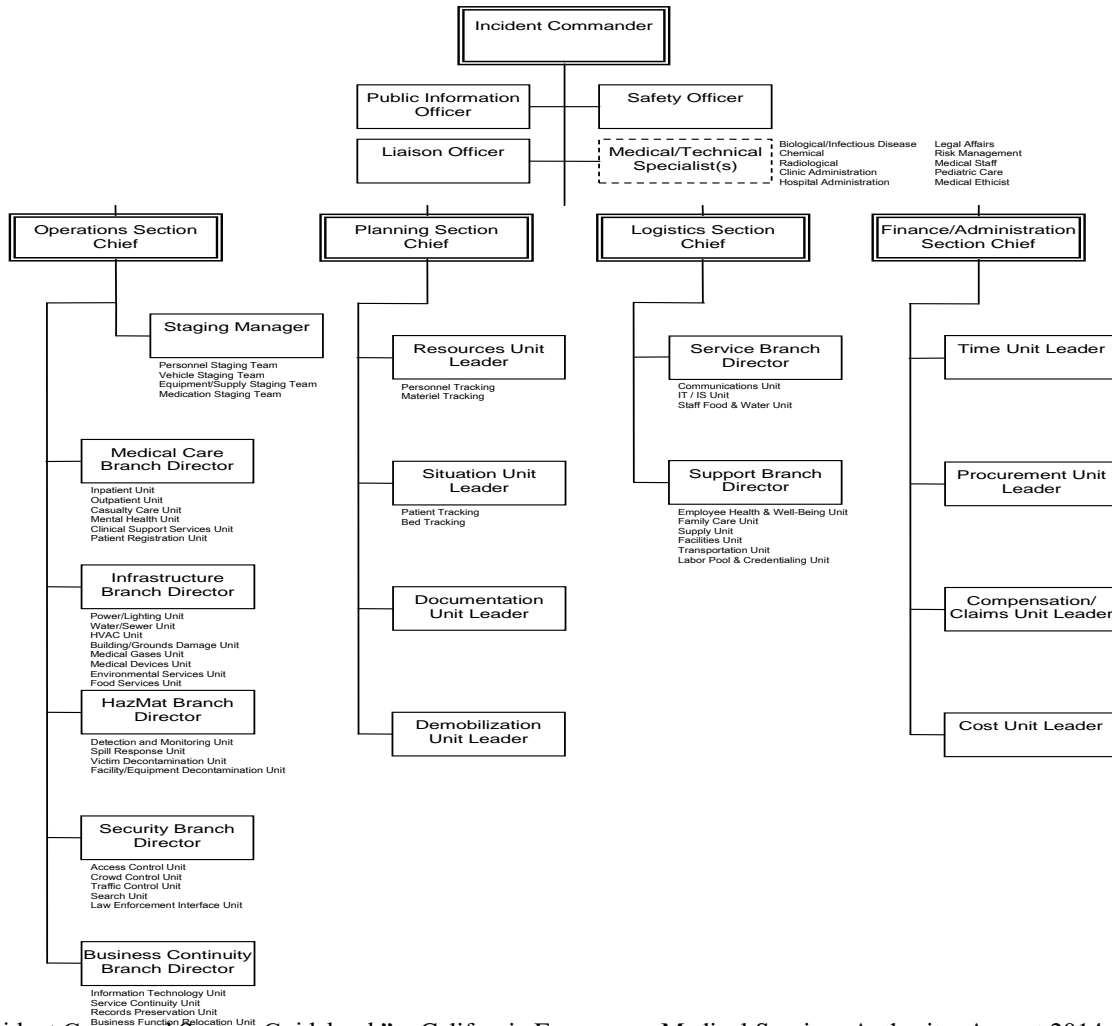 Incident Commander
Public Information
Officer
Safety Officer
Liaison Officer
Medical/Technical
Specialist(s)
Biological/Infectious Disease
Chemical
Radiological
Clinic Administration
Hospital Administration
Legal Affairs
Risk Management
Medical Staff
Pediatric Care
Medical Ethicist
Operations Section
Chief
Planning Section
Chief
Logistics Section
Chief
Finance/Administration
Section Chief
Staging Manager
Personnel Staging Team
Vehicle Staging Team
Equipment/Supply Staging Team
Medication Staging Team
Medical Care
Branch Director
Inpatient Unit
Outpatient Unit
Casualty Care Unit
Mental Health Unit
Clinical Support Services Unit
Patient Registration Unit
Infrastructure
Branch Director
Power/Lighting Unit
Water/Sewer Unit
HVAC Unit
Building/Grounds Damage Unit
Medical Gases Unit
Medical Devices Unit
Environmental Services Unit
Food Services Unit
HazMat Branch
Director
Detection and Monitoring Unit
Spill Response Unit
Victim Decontamination Unit
Facility/Equipment Decontamination Unit
Security Branch
Director
Access Control Unit
Crowd Control Unit
Traffic Control Unit
Search Unit
Law Enforcement Interface Unit
Business Continuity
Branch Director
Information Technology Unit
Service Continuity Unit
Records Preservation Unit
Business Function Relocation Unit
Resources Unit
Leader
Personnel Tracking
Materiel Tracking
Situation Unit
Leader
Patient Tracking
Bed Tracking
Documentation
Unit Leader
Demobilization
Unit Leader
Service Branch
Director
Communications Unit
IT / IS Unit
Staff Food & Water Unit
Support Branch
Director
Employee Health & Well-Being Unit
Family Care Unit
Supply Unit
Facilities Unit
Transportation Unit
Labor Pool & Credentialing Unit
Time Unit Leader
Procurement Unit
Leader
Compensation/
Claims Unit Leader
Cost Unit Leader